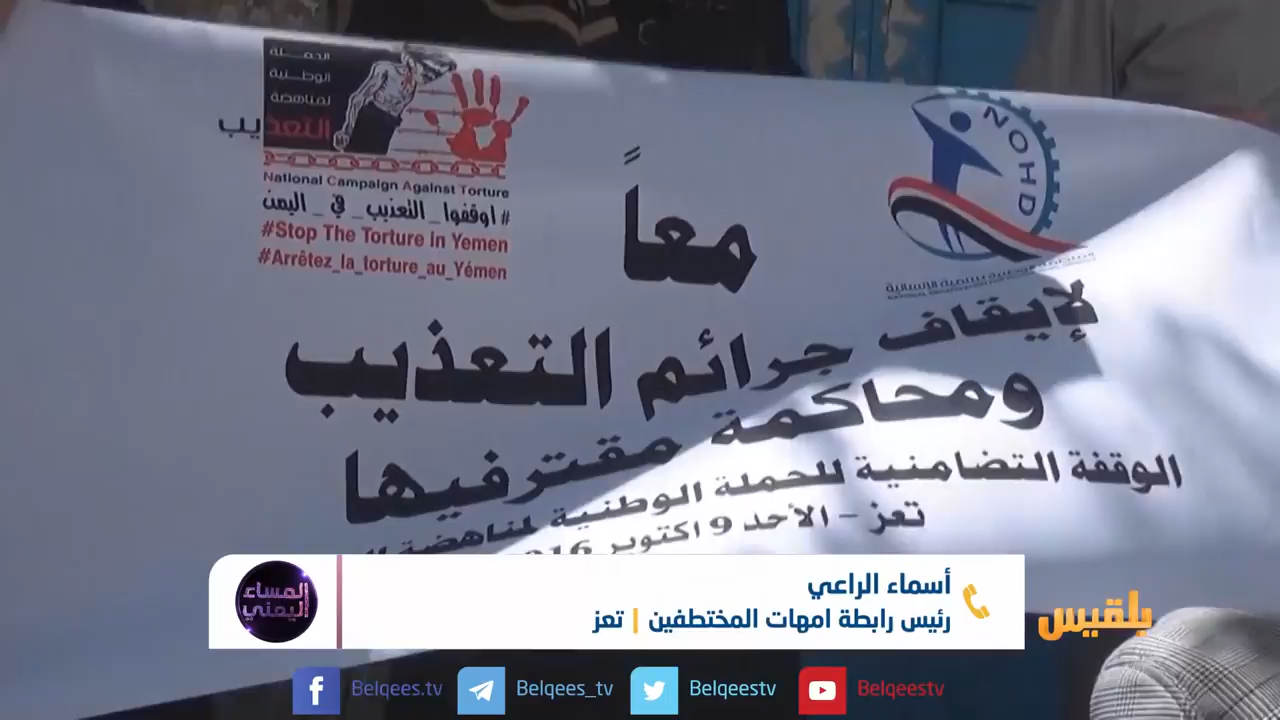 الحملة
الوطنية
لمناهضة
التعذيب
National Campaign Against Torture
#اوقفوا_التعذيب_في_اليمن
#Stop The Torture in Yemen
#Arrêtez_la_torture_au_Yémen
NOHD
معاً
لإيقاف جرائم التعذيب
ومحاكمة مقترفيها
الوقفة التضامنية للحملة الوطنية لمناهضة
تعز - الأحد 9 اكتوبر
المساء
اليمني
أسماء الراعي
رئيس رابطة امهات المختطفين | تعز
بلقيس
Belqees.tv
Belqees_tv
Belqeestv
Belqeestv